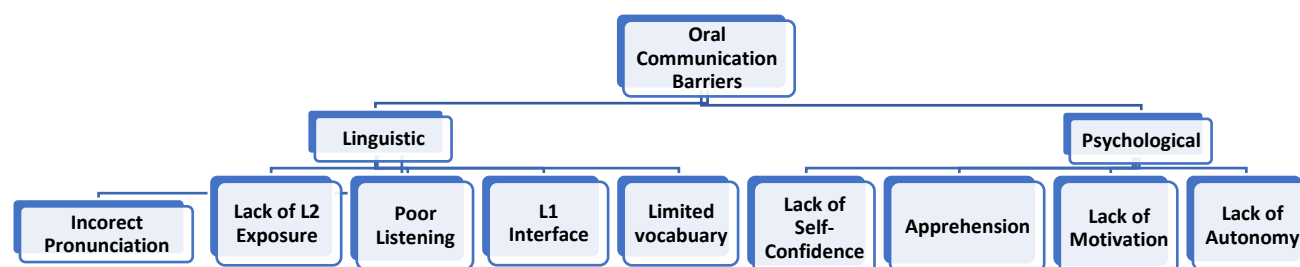 Oral
Communication
Barriers
Linguistic
Psychological
Incorect
Pronunciation
Lack of L2
Exposure
Poor
Listening
L1
Interface
Limited
vocabuary
Lack of
Self-
Confidence
Apprehension
Lack of
Motivation
Lack of
Autonomy